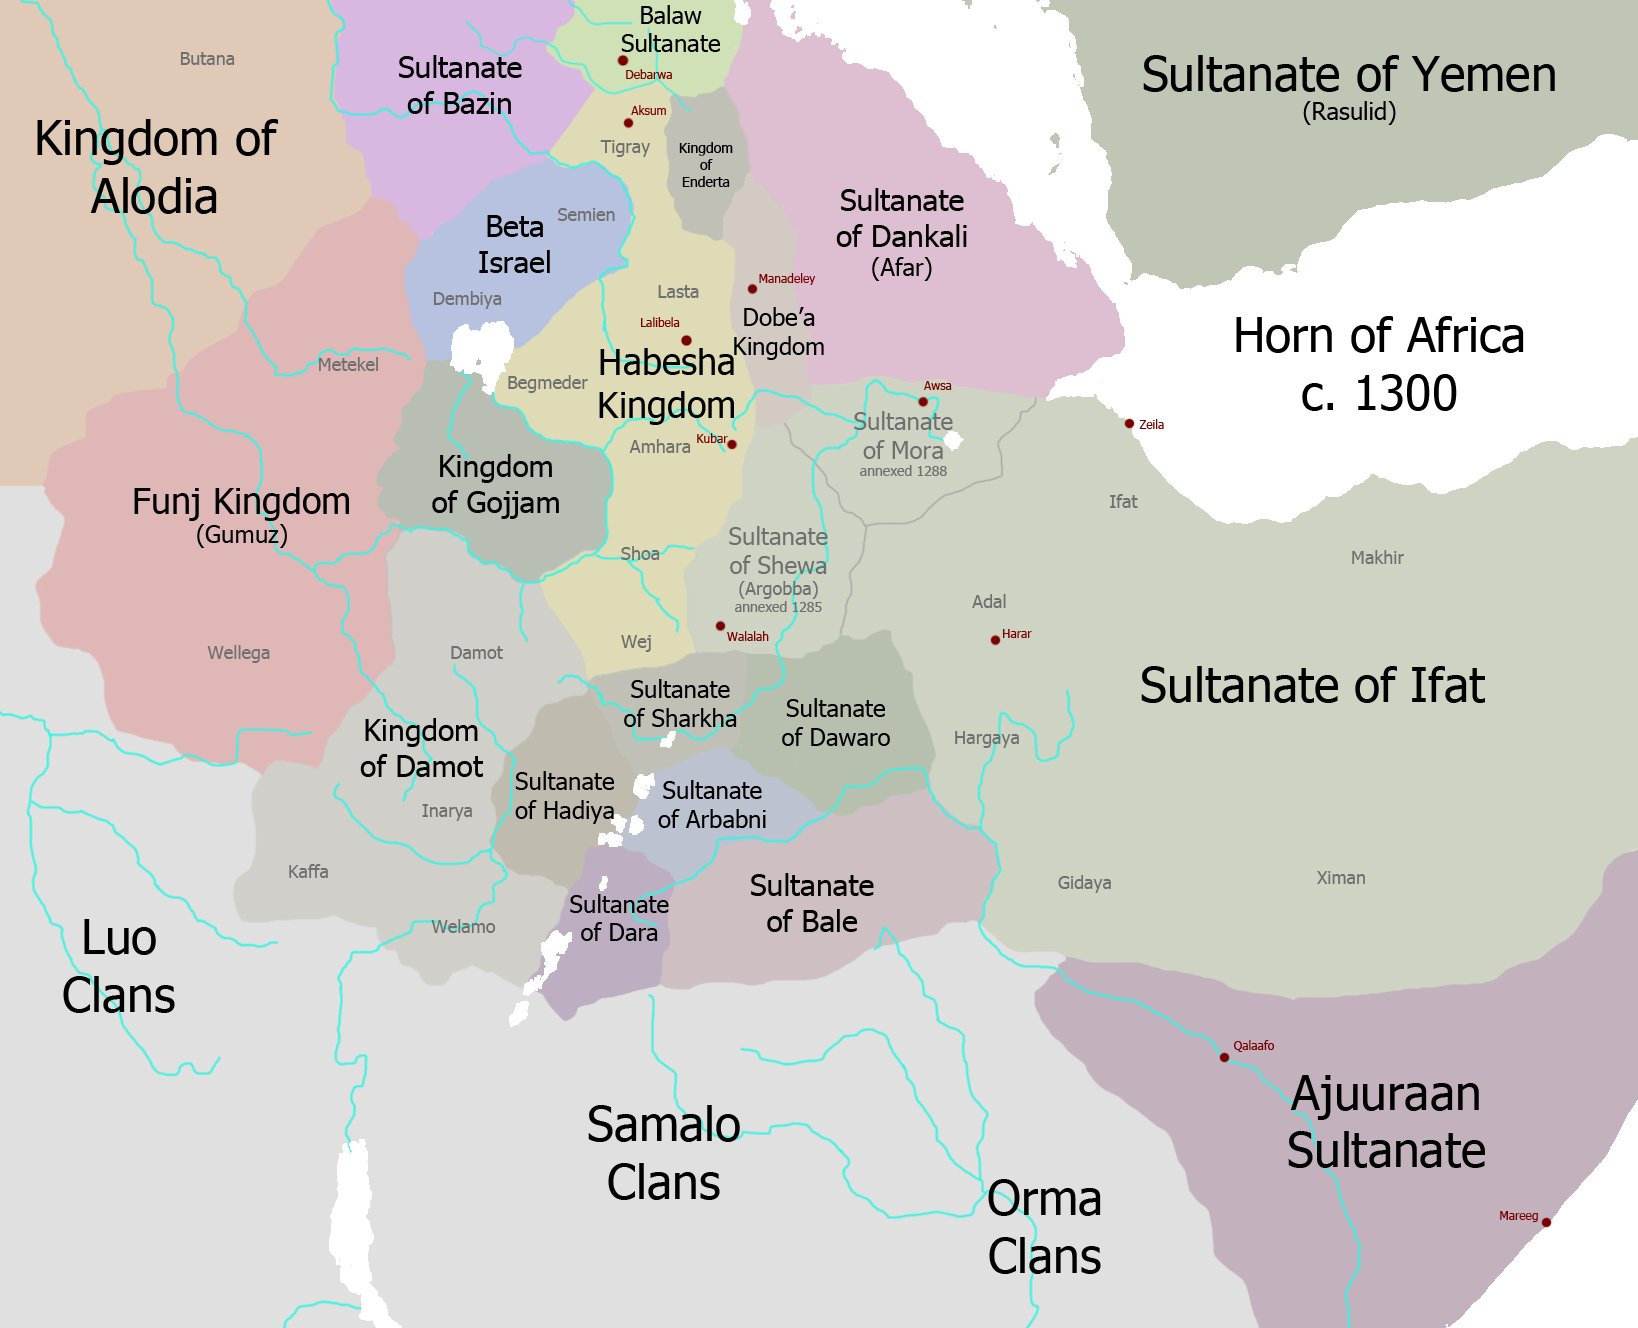 Balaw
Sultanate
Debarwa
Butana
Sultanate
of Bazin
Sultanate of Yemen
(Rasulid)
Kingdom of
Alodia
Aksum
Tigray
Kingdom
of
Enderta
Semien
Beta
Israel
Dembiya
Sultanate
of Dankali
(Afar)
Manadeley
Lasta
Lalibela
Dobe’a
Kingdom
Habesha
Kingdom
Begmeder
Metekel
Horn of Africa
c. 1300
Awsa
Sultanate
of Mora
annexed 1288
Zeila
Amhara
Kubar
Kingdom
of Gojjam
Funj Kingdom
(Gumuz)
Ifat
Makhir
Shoa
Sultanate
of Shewa
(Argobba)
annexed 1285
Adal
Harar
Walalah
Wej
Wellega
Damot
Sultanate of Ifat
Sultanate
of Sharkha
Sultanate
of Dawaro
Hargaya
Kingdom
of Damot
Inarya
Sultanate
of Hadiya
Sultanate
of Arbabni
Kaffa
Welamo
Sultanate
of Dara
Sultanate
of Bale
Gidaya
Ximan
Luo
Clans
Qalaafo
Ajuuraan
Sultanate
Mareeg
Samalo
Clans
Orma
Clans